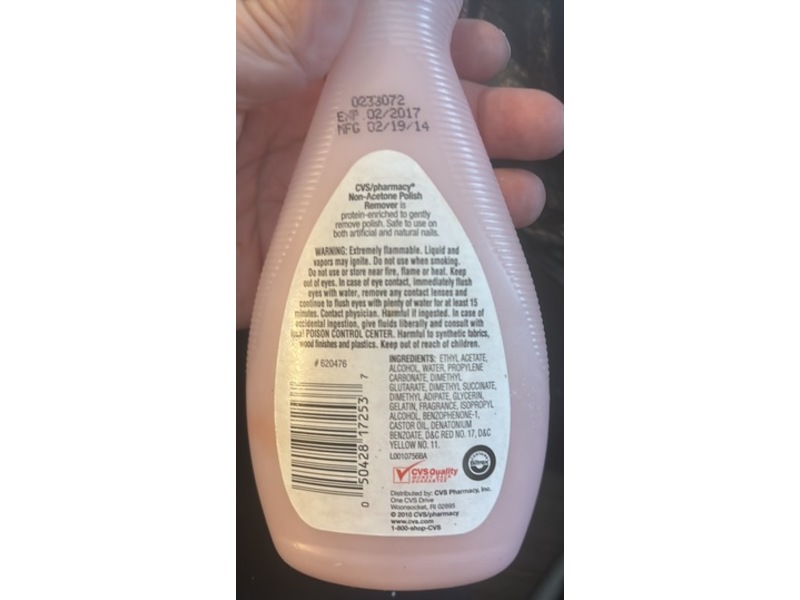 0233072
EXP 02/2017
MFG 02/19/14
CVS/pharmacy®
Non-Acetone Polish
Remover is
protein-enriched to gently
remove polish. Safe to use on
both artificial and natural nails.
WARNING: Extremely flammable. Liquid and
vapors may ignite. Do not use when smoking.
Do not use or store near fire, flame or heat. Keep
out of eyes. In case of eye contact, immediately flush
eyes with water, remove any contact lenses and
continue to flush eyes with plenty of water for at least 15
minutes. Contact physician. Harmful if ingested. In case of
accidental ingestion, give fluids liberally and consult with
local POISON CONTROL CENTER. Harmful to synthetic fabrics,
wood finishes and plastics. Keep out of reach of children.
# 620476
0 50428 17253 7
INGREDIENTS: ETHYL ACETATE,
ALCOHOL, WATER, PROPYLENE
CARBONATE, DIMETHYL
GLUTARATE, DIMETHYL SUCCINATE,
DIMETHYL ADIPATE, GLYCERIN,
GELATIN, FRAGRANCE, ISOPROPYL
ALCOHOL, BENZOPHENONE-1,
CASTOR OIL, DENATONIUM
BENZOATE, D&C RED NO. 17, D&C
YELLOW NO. 11.
L0010756BA
CVS Quality
MONEY BACK
GUARANTEE
Bitrex
Distributed by: CVS Pharmacy, Inc.
One CVS Drive
Woonsocket, RI 02895
© 2010 CVS/pharmacy
www.cvs.com
1-800-shop-CVS